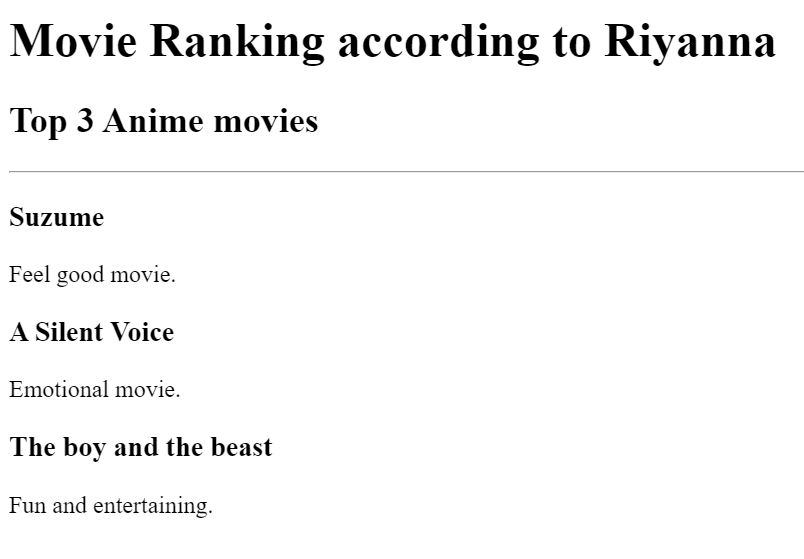 Movie Ranking according to Riyanna
Top 3 Anime movies
Suzume
Feel good movie.
A Silent Voice
Emotional movie.
The boy and the beast
Fun and entertaining.